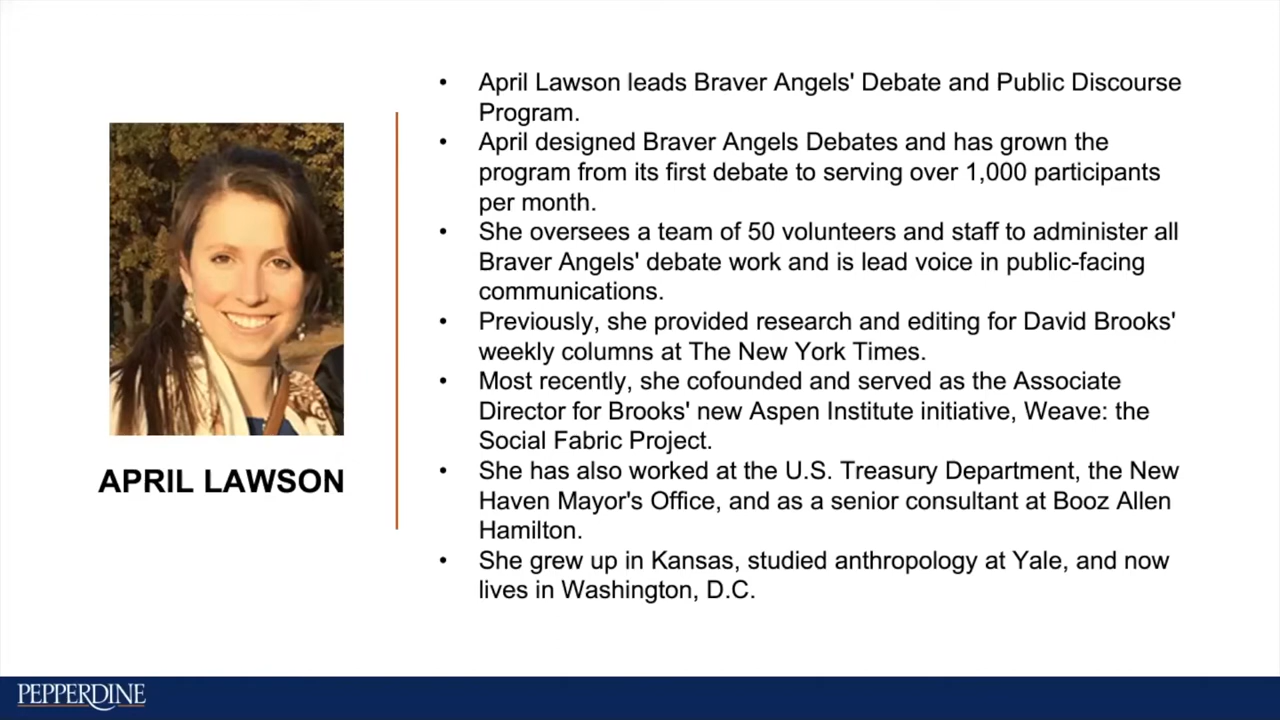 • April Lawson leads Braver Angels' Debate and Public Discourse
Program.
• April designed Braver Angels Debates and has grown the
program from its first debate to serving over 1,000 participants
per month.
• She oversees a team of 50 volunteers and staff to administer all
Braver Angels' debate work and is lead voice in public-facing
communications.
• Previously, she provided research and editing for David Brooks'
weekly columns at The New York Times.
• Most recently, she cofounded and served as the Associate
Director for Brooks' new Aspen Institute initiative, Weave: the
Social Fabric Project.
• She has also worked at the U.S. Treasury Department, the New
Haven Mayor's Office, and as a senior consultant at Booz Allen
Hamilton.
• She grew up in Kansas, studied anthropology at Yale, and now
lives in Washington, D.C.
APRIL LAWSON
PEPPERDINE